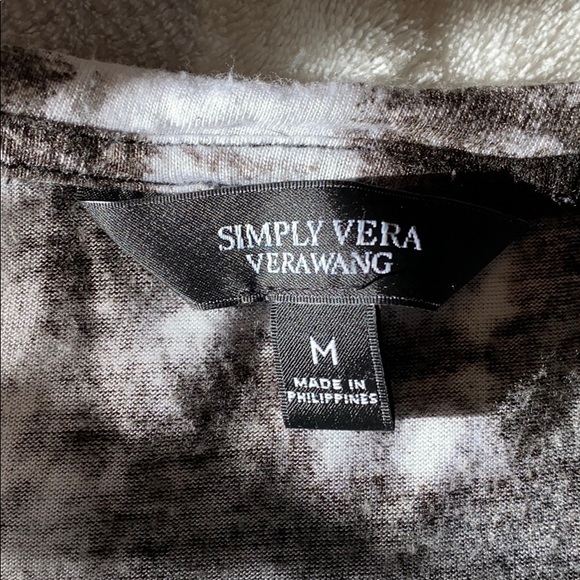 SIMPLY VERA
VERAWANG
M
MADE IN
PHILIPPINES